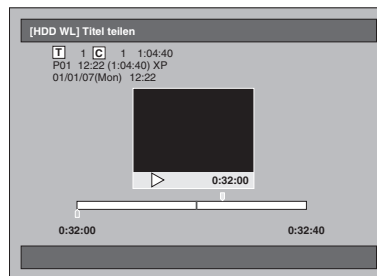 [HDD WL] Titel teilen
T 1 C 1 1:04:40
P01 12:22 (1:04:40) XP
01/01/07(Mon) 12:22
0:32:00
0:32:00 0:32:40